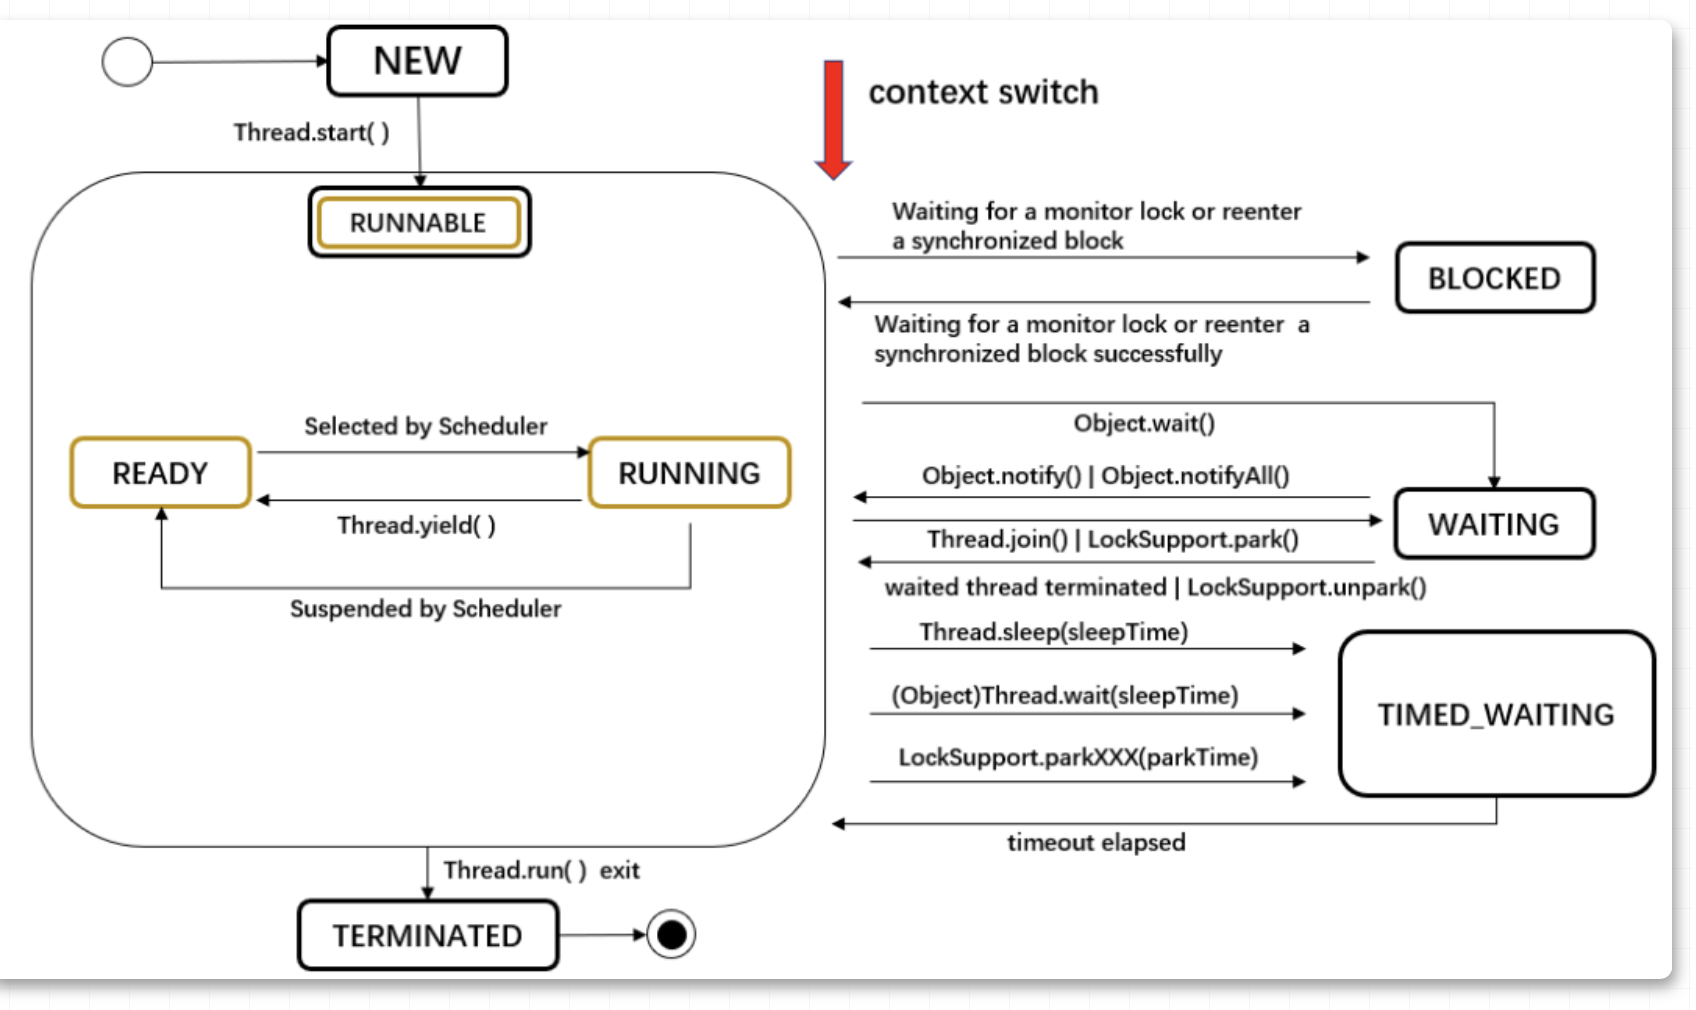 NEW
context switch
Thread.start( )
RUNNABLE
Waiting for a monitor lock or reenter
a synchronized block
BLOCKED
Waiting for a monitor lock or reenter  a
synchronized block successfully
Object.wait()
Selected by Scheduler
READY
RUNNING
Thread.yield( )
Suspended by Scheduler
Object.notify() | Object.notifyAll()
WAITING
Thread.join() | LockSupport.park()
waited thread terminated | LockSupport.unpark()
Thread.sleep(sleepTime)
(Object)Thread.wait(sleepTime)
TIMED_WAITING
LockSupport.parkXXX(parkTime)
timeout elapsed
Thread.run( )  exit
TERMINATED